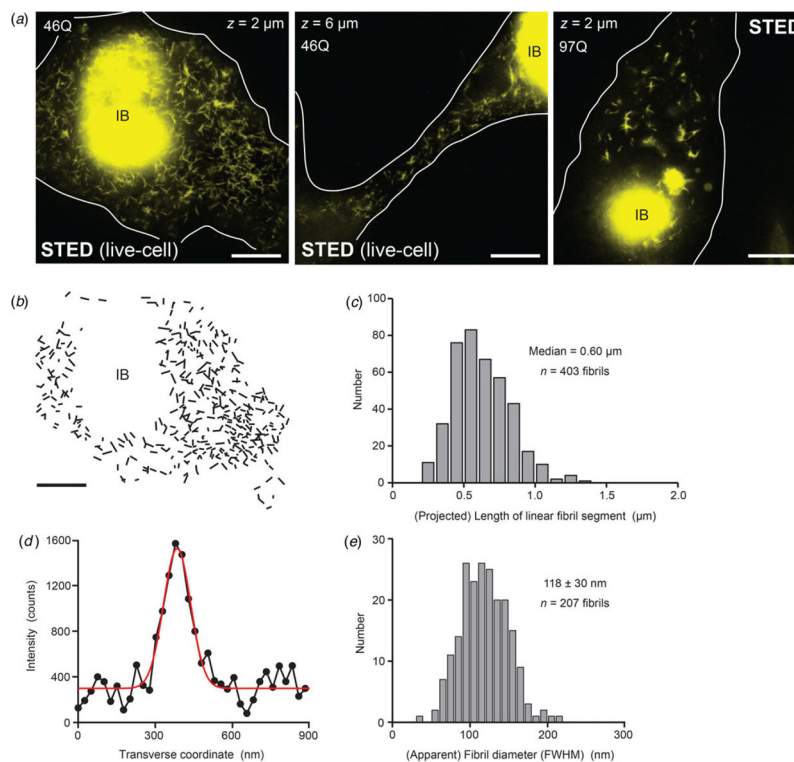 (a)
46Q
z = 2 µm
IB
STED (live-cell)
z = 6 µm
46Q
IB
STED (live-cell)
z = 2 µm
97Q
STED
IB
(b)
IB
(c)
100
80
60
40
20
0
Number
Median = 0.60 µm
n = 403 fibrils
0
0.5
1.0
1.5
2.0
(Projected) Length of linear fibril segment (µm)
(d)
1600
1200
800
400
0
Intensity (counts)
0
300
600
900
Transverse coordinate (nm)
(e)
30
20
10
0
Number
118 ± 30 nm
n = 207 fibrils
0
100
200
300
(Apparent) Fibril diameter (FWHM) (nm)